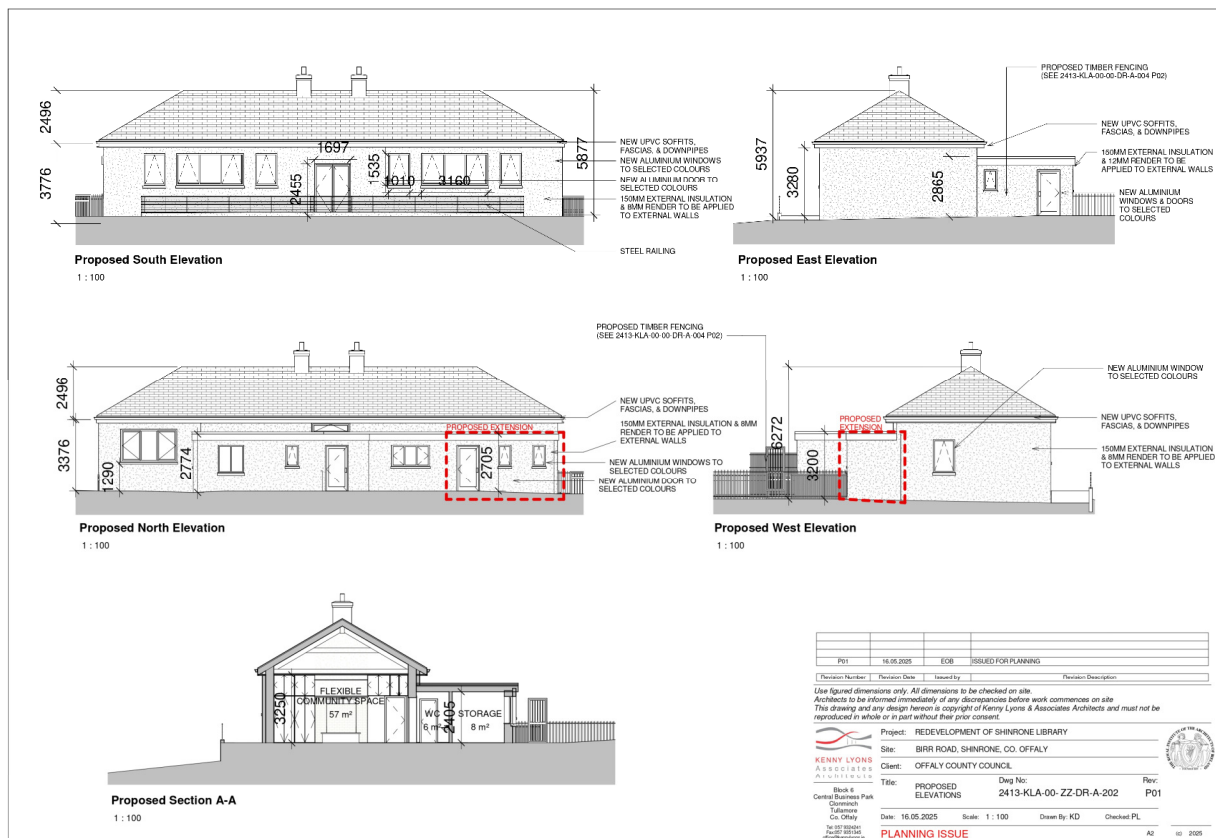 2496
3776
1697
2455
1535
1010
3160
5877
NEW UPVC SOFFITS,
FASCIAS, & DOWNPIPES
NEW ALUMINIUM WINDOWS
TO SELECTED COLOURS
NEW ALUMINIUM DOOR TO
SELECTED COLOURS
150MM EXTERNAL INSULATION
& 8MM RENDER TO BE APPLIED
TO EXTERNAL WALLS
STEEL RAILING
Proposed South Elevation
1 : 100
PROPOSED TIMBER FENCING
(SEE 2413-KLA-00-00-DR-A-004 P02)
NEW UPVC SOFFITS,
FASCIAS, & DOWNPIPES
150MM EXTERNAL INSULATION
& 12MM RENDER TO BE
APPLIED TO EXTERNAL WALLS
NEW ALUMINIUM
WINDOWS & DOORS
TO SELECTED
COLOURS
5937
3280
2865
Proposed East Elevation
1 : 100
2496
3376
1290
2774
2705
PROPOSED EXTENSION
NEW UPVC SOFFITS,
FASCIAS, & DOWNPIPES
150MM EXTERNAL INSULATION & 8MM
RENDER TO BE APPLIED TO
EXTERNAL WALLS
NEW ALUMINIUM WINDOWS TO
SELECTED COLOURS
NEW ALUMINIUM DOOR TO
SELECTED COLOURS
Proposed North Elevation
1 : 100
PROPOSED TIMBER FENCING
(SEE 2413-KLA-00-00-DR-A-004 P02)
6272
3200
PROPOSED
EXTENSION
NEW ALUMINIUM WINDOW
TO SELECTED COLOURS
NEW UPVC SOFFITS,
FASCIAS, & DOWNPIPES
150MM EXTERNAL INSULATION
& 8MM RENDER TO BE APPLIED
TO EXTERNAL WALLS
Proposed West Elevation
1 : 100
3250
FLEXIBLE
COMMUNITY SPACE
57 m²
WC
6 m²
2405
STORAGE
8 m²
Proposed Section A-A
1 : 100
P01 16.05.2025 EOB ISSUED FOR PLANNING
Revision Number Revision Date Issued by Revision Description
Use figured dimensions only. All dimensions to be checked on site.
Architects to be informed immediately of any discrepancies before work commences on site
This drawing and any design hereon is copyright of Kenny Lyons & Associates Architects and must not be
reproduced in whole or in part without their prior consent.
KENNY LYONS
Associates
Architects
Block 6
Central Business Park
Clonminch
Tullamore
Co. Offaly
Tel: 057 9324241
Fax: 057 9351345
Project: REDEVELOPMENT OF SHINRONE LIBRARY
Site: BIRR ROAD, SHINRONE, CO. OFFALY
Client: OFFALY COUNTY COUNCIL
Title: PROPOSED
ELEVATIONS
Dwg No: Rev:
2413-KLA-00- ZZ-DR-A-202 P01
Date: 16.05.2025 Scale: 1 : 100 Drawn By: KD Checked: PL
PLANNING ISSUE A2 2025